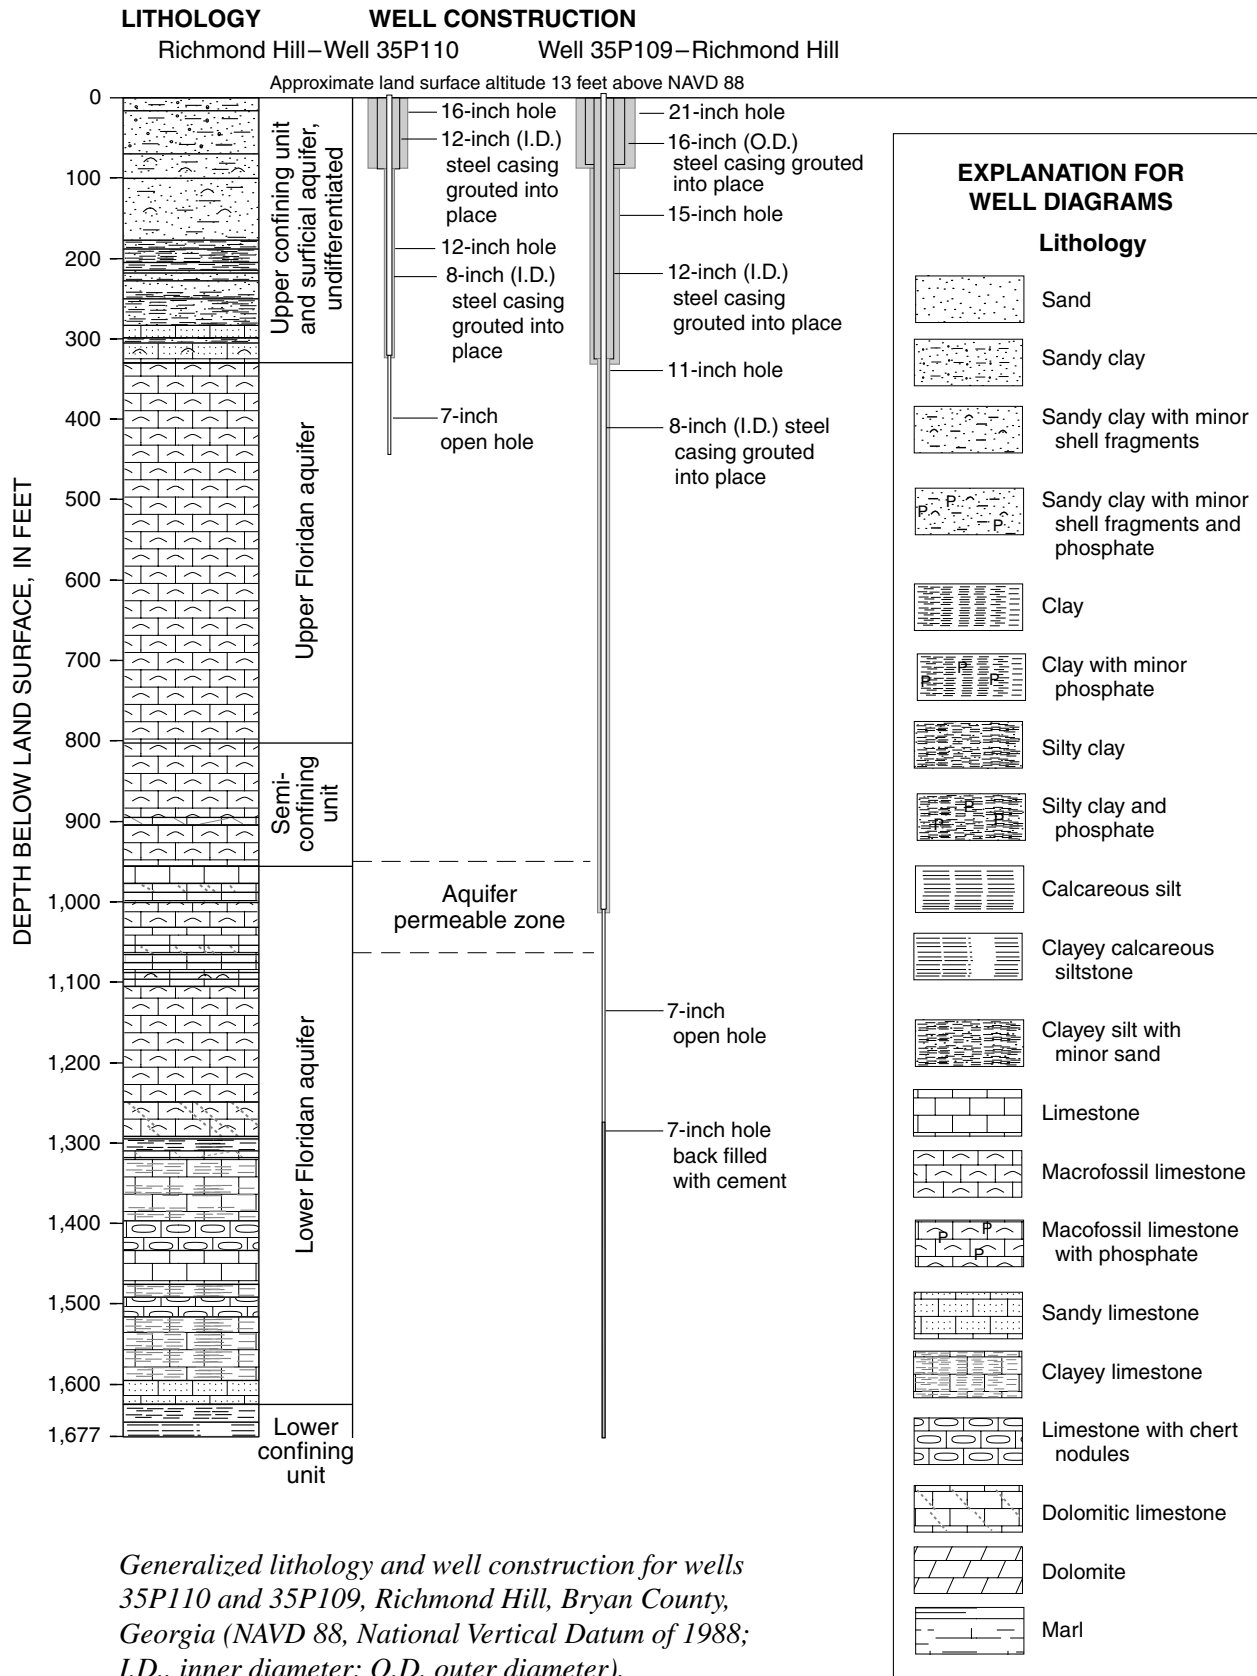 LITHOLOGY
WELL CONSTRUCTION
Richmond Hill–Well 35P110
Well 35P109–Richmond Hill
Approximate land surface altitude 13 feet above NAVD 88
DEPTH BELOW LAND SURFACE, IN FEET
0
100
200
300
400
500
600
700
800
900
1,000
1,100
1,200
1,300
1,400
1,500
1,600
1,677
Upper confining unit
and surficial aquifer,
undifferentiated
Upper Floridan aquifer
Semi-
confining
unit
Lower Floridan aquifer
Lower
confining
unit
16-inch hole
12-inch (I.D.)
steel casing
grouted into
place
12-inch hole
8-inch (I.D.)
steel casing
grouted into
place
7-inch
open hole
Aquifer
permeable zone
21-inch hole
16-inch (O.D.)
steel casing grouted
into place
15-inch hole
12-inch (I.D.)
steel casing
grouted into place
11-inch hole
8-inch (I.D.) steel
casing grouted
into place
7-inch
open hole
7-inch hole
back filled
with cement
EXPLANATION FOR
WELL DIAGRAMS
Lithology
Sand
Sandy clay
Sandy clay with minor
shell fragments
P P P
Sandy clay with minor
shell fragments and
phosphate
Clay
P P P
Clay with minor
phosphate
Silty clay
P P P
Silty clay and
phosphate
Calcareous silt
Clayey calcareous
siltstone
Clayey silt with
minor sand
Limestone
Macrofossil limestone
P P P
Macofossil limestone
with phosphate
Sandy limestone
Clayey limestone
Limestone with chert
nodules
Dolomitic limestone
Dolomite
Marl
Generalized lithology and well construction for wells
35P110 and 35P109, Richmond Hill, Bryan County,
Georgia (NAVD 88, National Vertical Datum of 1988;
I.D., inner diameter; O.D. outer diameter).